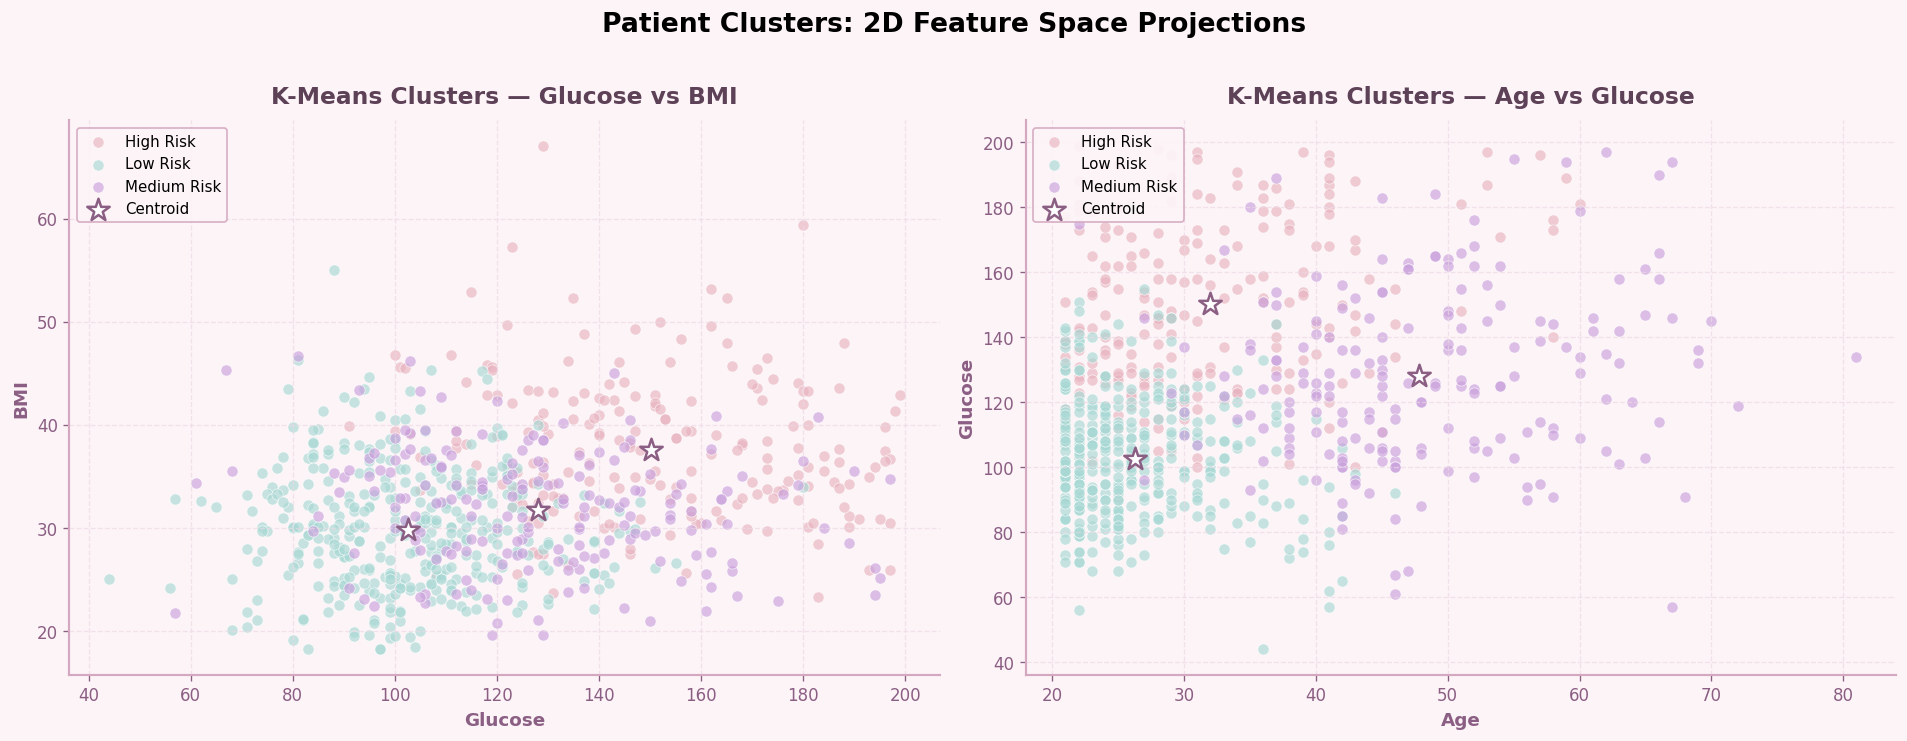 Patient Clusters: 2D Feature Space Projections
K-Means Clusters — Glucose vs BMI
High Risk
Low Risk
Medium Risk
Centroid
60
50
40
30
20
BMI
40 60 80 100 120 140 160 180 200
Glucose
K-Means Clusters — Age vs Glucose
High Risk
Low Risk
Medium Risk
Centroid
200
180
160
140
120
100
80
60
40
Glucose
20 30 40 50 60 70 80
Age